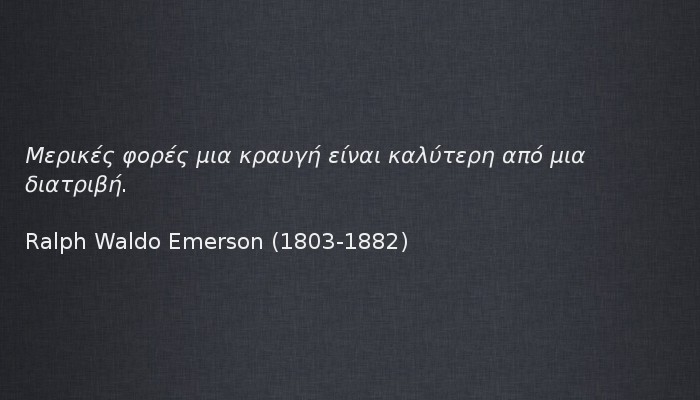 Μερικές φορές μια κραυγή είναι καλύτερη από μια
διατριβή.
Ralph Waldo Emerson (1803-1882)